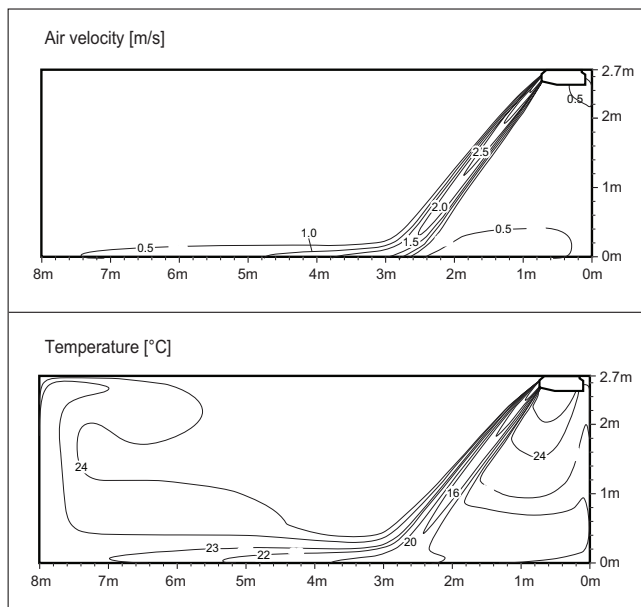 Air velocity [m/s]
2.7m
0.5
2m
2.5
1m
2.0
1.0
0.5
1.5
0.5
0m
8m 7m 6m 5m 4m 3m 2m 1m 0m
Temperature [°C]
2.7m
2m
24
24
16
1m
20
23
22
0m
8m 7m 6m 5m 4m 3m 2m 1m 0m